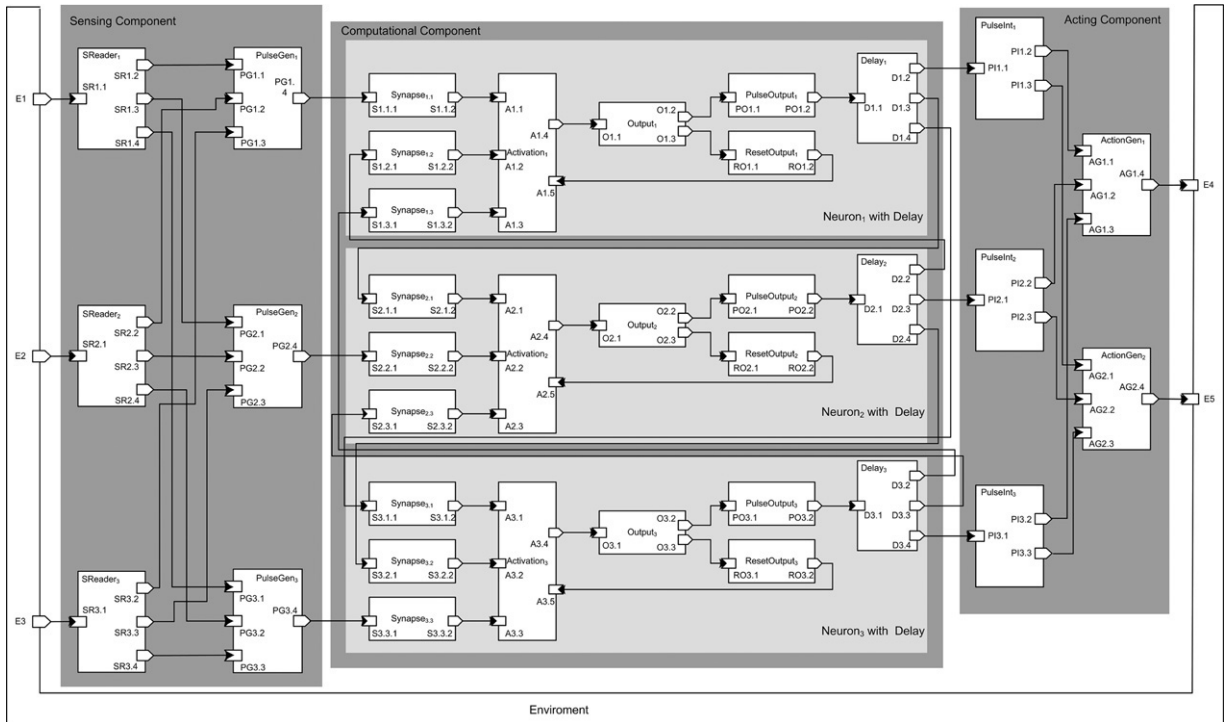 Sensing Component
Computational Component
Acting Component
SReader₁
SR1.1
SR1.2
SR1.3
SR1.4
PulseGen₁
PG1.1
PG1.2
PG1.3
PG1.
4
E1
SReader₂
SR2.1
SR2.2
SR2.3
SR2.4
PulseGen₂
PG2.1
PG2.2
PG2.3
PG2.4
E2
SReader₃
SR3.1
SR3.2
SR3.3
SR3.4
PulseGen₃
PG3.1
PG3.2
PG3.3
PG3.4
E3
Synapse₁.₁
S1.1.1 S1.1.2
Synapse₁.₂
S1.2.1 S1.2.2
Synapse₁.₃
S1.3.1 S1.3.2
A1.1
A1.4
Activation₁
A1.2
A1.5
A1.3
O1.2
Output₁
O1.1
O1.3
PulseOutput₁
PO1.1 PO1.2
ResetOutput₁
RO1.1 RO1.2
Delay₁
D1.2
D1.1
D1.3
D1.4
Neuron₁ with Delay
Synapse₂.₁
S2.1.1 S2.1.2
Synapse₂.₂
S2.2.1 S2.2.2
Synapse₂.₃
S2.3.1 S2.3.2
A2.1
A2.4
Activation₂
A2.2
A2.5
A2.3
O2.2
Output₂
O2.1
O2.3
PulseOutput₂
PO2.1 PO2.2
ResetOutput₂
RO2.1 RO2.2
Delay₂
D2.2
D2.1
D2.3
D2.4
Neuron₂ with Delay
Synapse₃.₁
S3.1.1 S3.1.2
Synapse₃.₂
S3.2.1 S3.2.2
Synapse₃.₃
S3.3.1 S3.3.2
A3.1
A3.4
Activation₃
A3.2
A3.5
A3.3
O3.2
Output₃
O3.1
O3.3
PulseOutput₃
PO3.1 PO3.2
ResetOutput₃
RO3.1 RO3.2
Delay₃
D3.2
D3.1
D3.3
D3.4
Neuron₃ with Delay
PulseInt₁
PI1.2
PI1.1
PI1.3
PulseInt₂
PI2.2
PI2.1
PI2.3
PulseInt₃
PI3.2
PI3.1
PI3.3
ActionGen₁
AG1.1
AG1.4
AG1.2
AG1.3
E4
ActionGen₂
AG2.1
AG2.4
AG2.2
AG2.3
E5
Enviroment